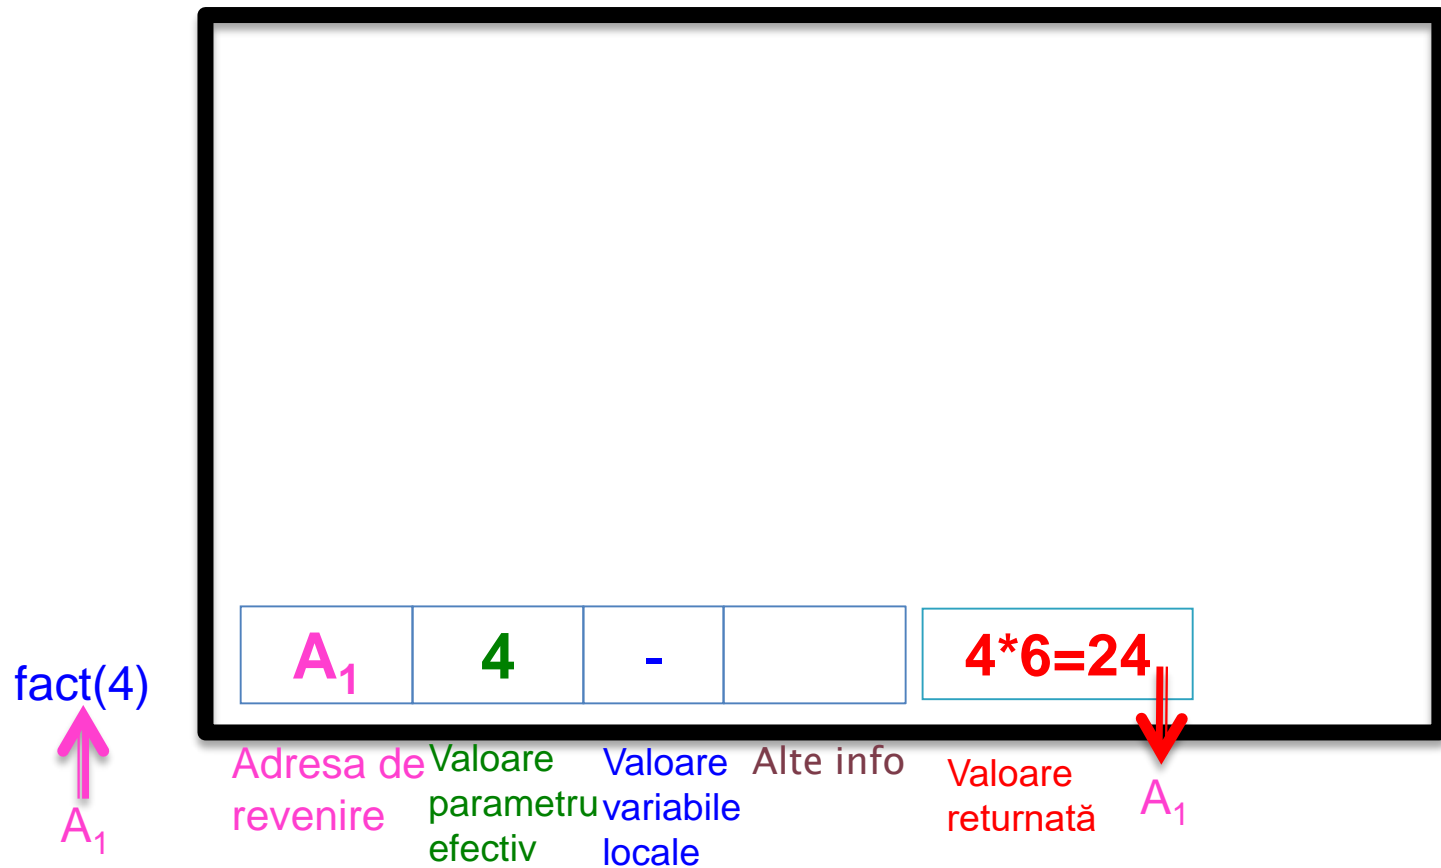 A₁ 4 - 4*6=24
fact(4)
A₁
Adresa de
revenire
Valoare
parametru
efectiv
Valoare
variabile
locale
Alte info
Valoare
returnată
A₁